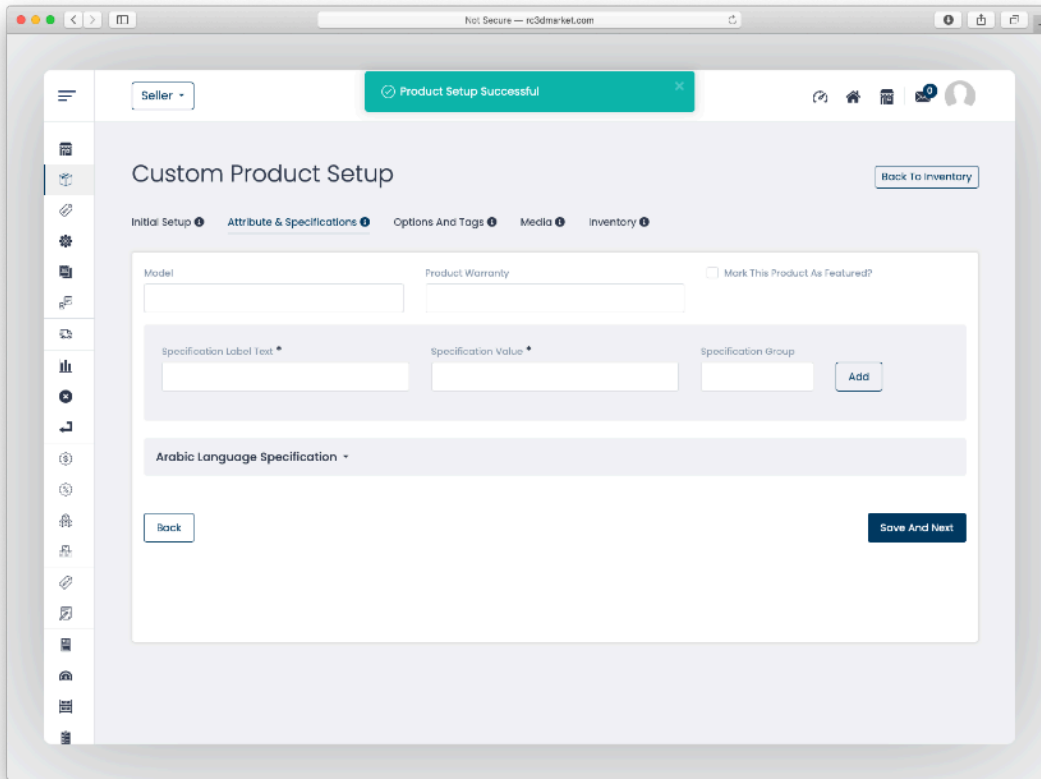 Not Secure — rc3dmarket.com
Seller
Product Setup Successful
0
Custom Product Setup
Back To Inventory
Initial Setup
Attribute & Specifications
Options And Tags
Media
Inventory
Model
Product Warranty
Mark This Product As Featured?
Specification Label Text *
Specification Value *
Specification Group
Add
Arabic Language Specification
Back
Save And Next